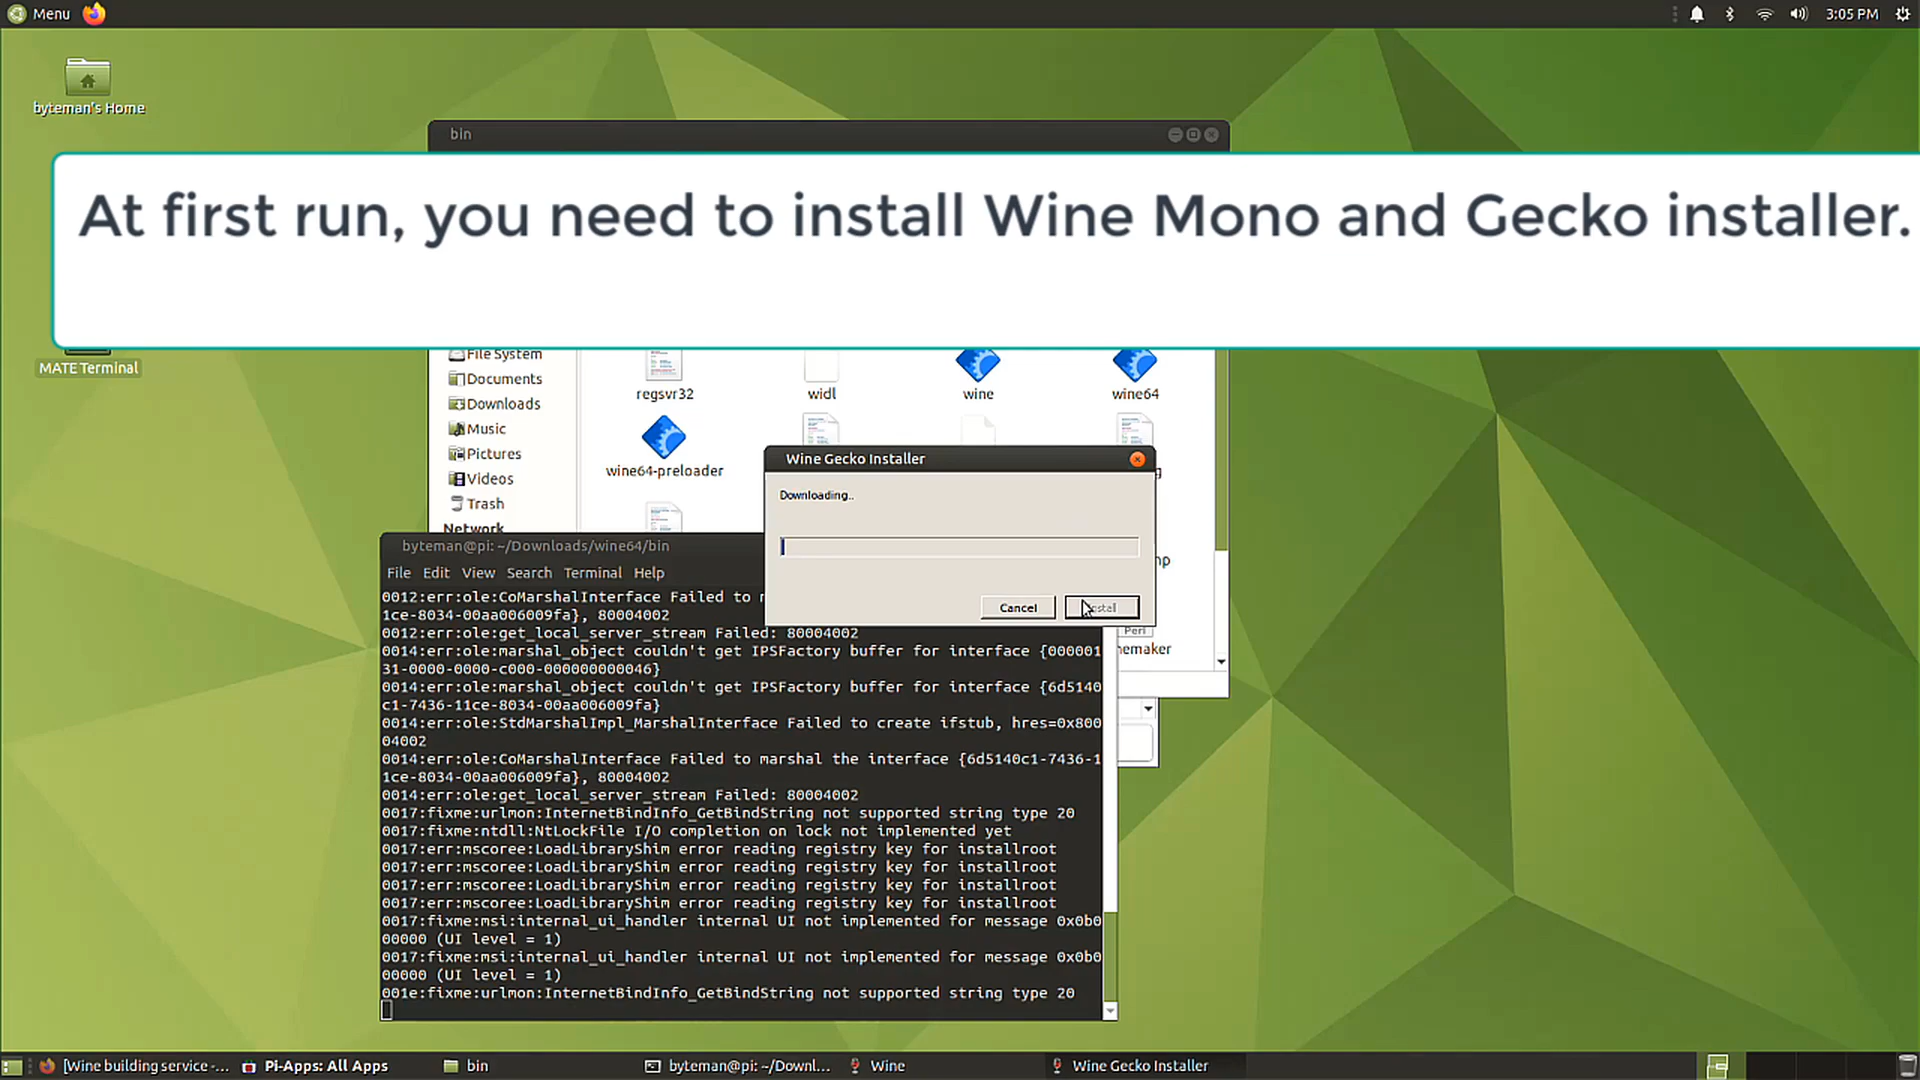 Menu
3:05 PM
byteman's Home
bin
At first run, you need to install Wine Mono and Gecko installer.
MATE Terminal
File System
Documents
Downloads
Music
Pictures
Videos
Trash
Network
regsvr32
widl
wine
wine64
wine64-preloader
Wine Gecko Installer
Downloading..
Cancel
Perl
byteman@pi: ~/Downloads/wine64/bin
File Edit View Search Terminal Help
0012:err:ole:CoMarshalInterface Failed to
1ce-8034-00aa006009fa}, 80004002
0012:err:ole:get_local_server_stream Failed: 80004002
0014:err:ole:marshal_object couldn't get IPSFactory buffer for interface {000001
31-0000-0000-c000-000000000046}
0014:err:ole:marshal_object couldn't get IPSFactory buffer for interface {6d5140
c1-7436-11ce-8034-00aa006009fa}
0014:err:ole:StdMarshalImpl_MarshalInterface Failed to create ifstub, hres=0x800
04002
0014:err:ole:CoMarshalInterface Failed to marshal the interface {6d5140c1-7436-1
1ce-8034-00aa006009fa}, 80004002
0014:err:ole:get_local_server_stream Failed: 80004002
0017:fixme:urlmon:InternetBindInfo_GetBindString not supported string type 20
0017:fixme:ntdll:NtLockFile I/O completion on lock not implemented yet
0017:err:mscoree:LoadLibraryShim error reading registry key for installroot
0017:err:mscoree:LoadLibraryShim error reading registry key for installroot
0017:err:mscoree:LoadLibraryShim error reading registry key for installroot
0017:err:mscoree:LoadLibraryShim error reading registry key for installroot
0017:fixme:msi:internal_ui_handler internal UI not implemented for message 0x0b0
00000 (UI level = 1)
0017:fixme:msi:internal_ui_handler internal UI not implemented for message 0x0b0
00000 (UI level = 1)
001e:fixme:urlmon:InternetBindInfo_GetBindString not supported string type 20
[Wine building service -...
Pi-Apps: All Apps
bin
byteman@pi: ~/Downl...
Wine
Wine Gecko Installer